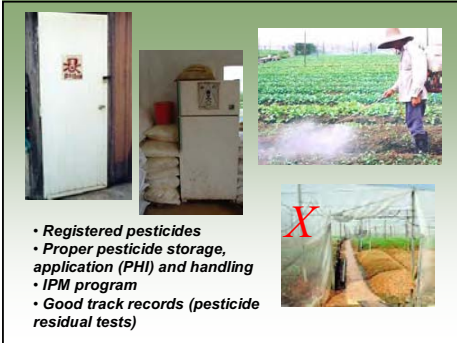 X
• Registered pesticides
• Proper pesticide storage,
application (PHI) and handling
• IPM program
• Good track records (pesticide
residual tests)